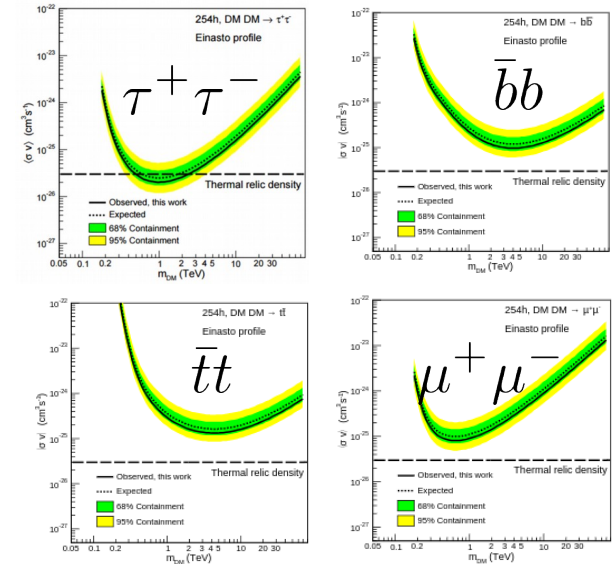 254h, DM DM → τ⁺τ⁻
Einasto profile
τ⁺ τ⁻
⟨σ v⟩ (cm³s⁻¹)
10⁻²²
10⁻²³
10⁻²⁴
10⁻²⁵
10⁻²⁶
10⁻²⁷
Thermal relic density
Observed, this work
Expected
68% Containment
95% Containment
0.05 0.1 0.2 1 2 3 4 5 10 20 30
m_DM (TeV)
254h, DM DM → bb̅
Einasto profile
b̅b
⟨σ v⟩ (cm³s⁻¹)
10⁻²²
10⁻²³
10⁻²⁴
10⁻²⁵
10⁻²⁶
10⁻²⁷
Thermal relic density
Observed, this work
Expected
68% Containment
95% Containment
0.05 0.1 0.2 1 2 3 4 5 10 20 30
m_DM (TeV)
254h, DM DM → tt̅
Einasto profile
t̅t
⟨σ v⟩ (cm³s⁻¹)
10⁻²²
10⁻²³
10⁻²⁴
10⁻²⁵
10⁻²⁶
10⁻²⁷
Thermal relic density
Observed, this work
Expected
68% Containment
95% Containment
0.05 0.1 0.2 1 2 3 4 5 10 20 30
m_DM (TeV)
254h, DM DM → μ⁺μ⁻
Einasto profile
μ⁺ μ⁻
⟨σ v⟩ (cm³s⁻¹)
10⁻²²
10⁻²³
10⁻²⁴
10⁻²⁵
10⁻²⁶
10⁻²⁷
Thermal relic density
Observed, this work
Expected
68% Containment
95% Containment
0.05 0.1 0.2 1 2 3 4 5 10 20 30
m_DM (TeV)